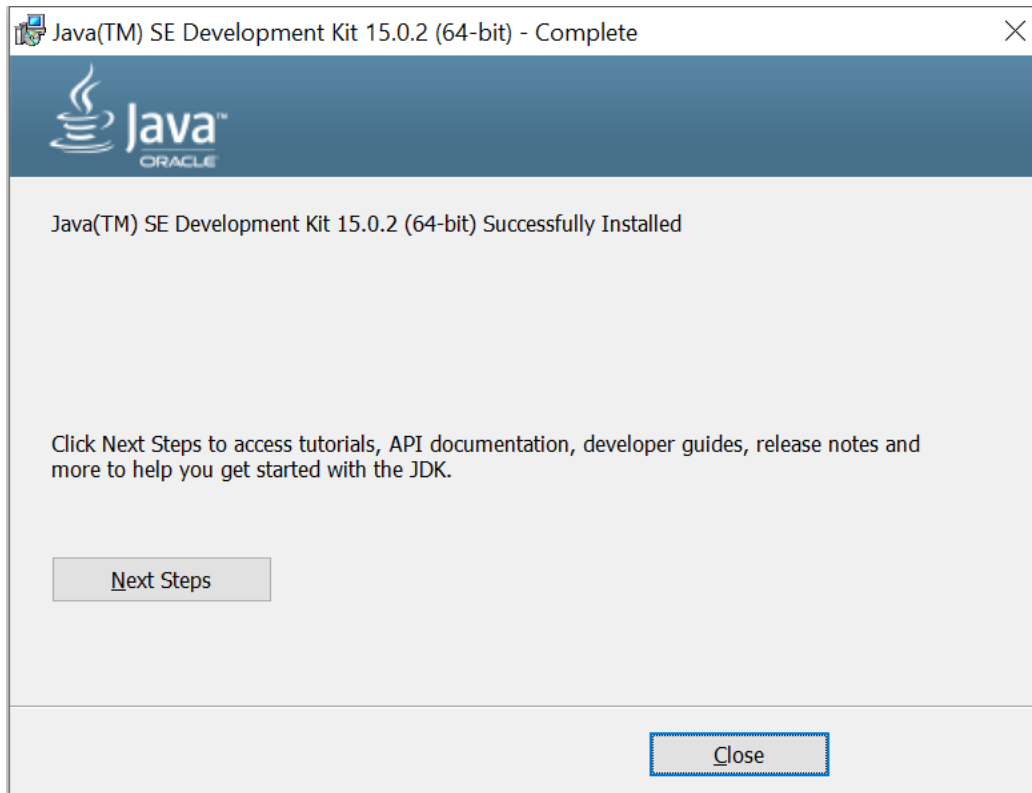 Java(TM) SE Development Kit 15.0.2 (64-bit) - Complete
Java™
ORACLE
Java(TM) SE Development Kit 15.0.2 (64-bit) Successfully Installed
Click Next Steps to access tutorials, API documentation, developer guides, release notes and
more to help you get started with the JDK.
Next Steps
Close